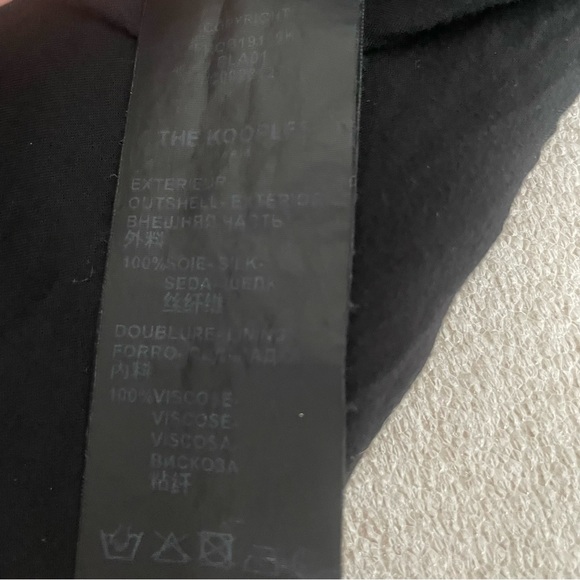 COPYRIGHT
THE KOOPLES
EXTERIEUR-
OUTSHELL- EXTERIOR
ВНЕШНЯЯ ЧАСТЬ
外料
100%SOIE- SILK-
SEDA-
丝纤维
DOUBLURE- LINING
FORRO-
内料
100%VISCOSE-
VISCOSE-
VISCOSA
ВИСКОЗА
粘纤